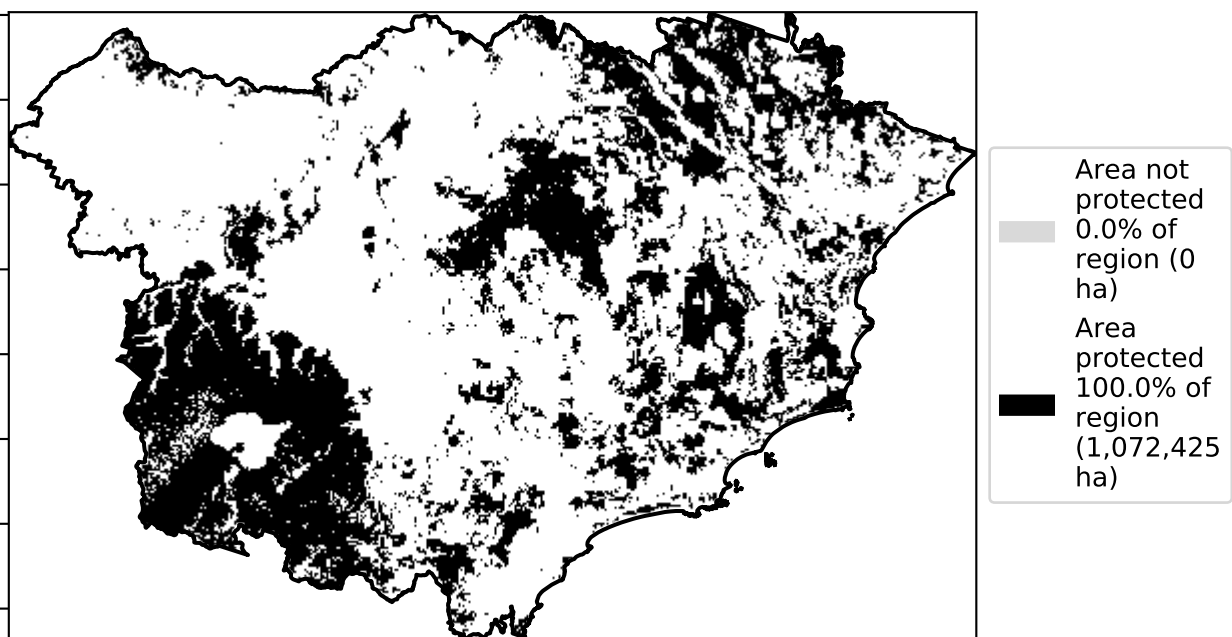 Area not
protected
0.0% of
region (0
ha)
Area
protected
100.0% of
region
(1,072,425
ha)